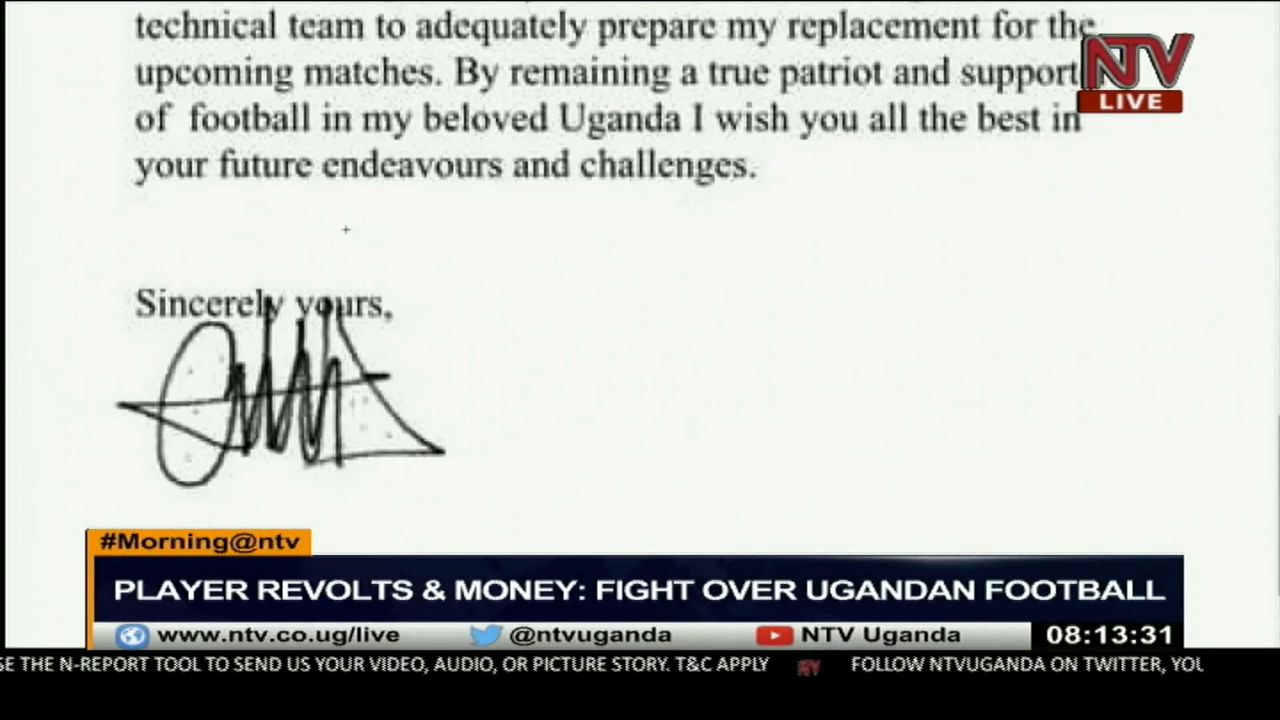 technical team to adequately prepare my replacement for the
upcoming matches. By remaining a true patriot and support
of football in my beloved Uganda I wish you all the best in
your future endeavours and challenges.
Sincerely yours,
NTV
LIVE
#Morning@ntv
PLAYER REVOLTS & MONEY: FIGHT OVER UGANDAN FOOTBALL
www.ntv.co.ug/live @ntvuganda NTV Uganda 08:13:31
SE THE N-REPORT TOOL TO SEND US YOUR VIDEO, AUDIO, OR PICTURE STORY. T&C APPLY FOLLOW NTVUGANDA ON TWITTER, YOU